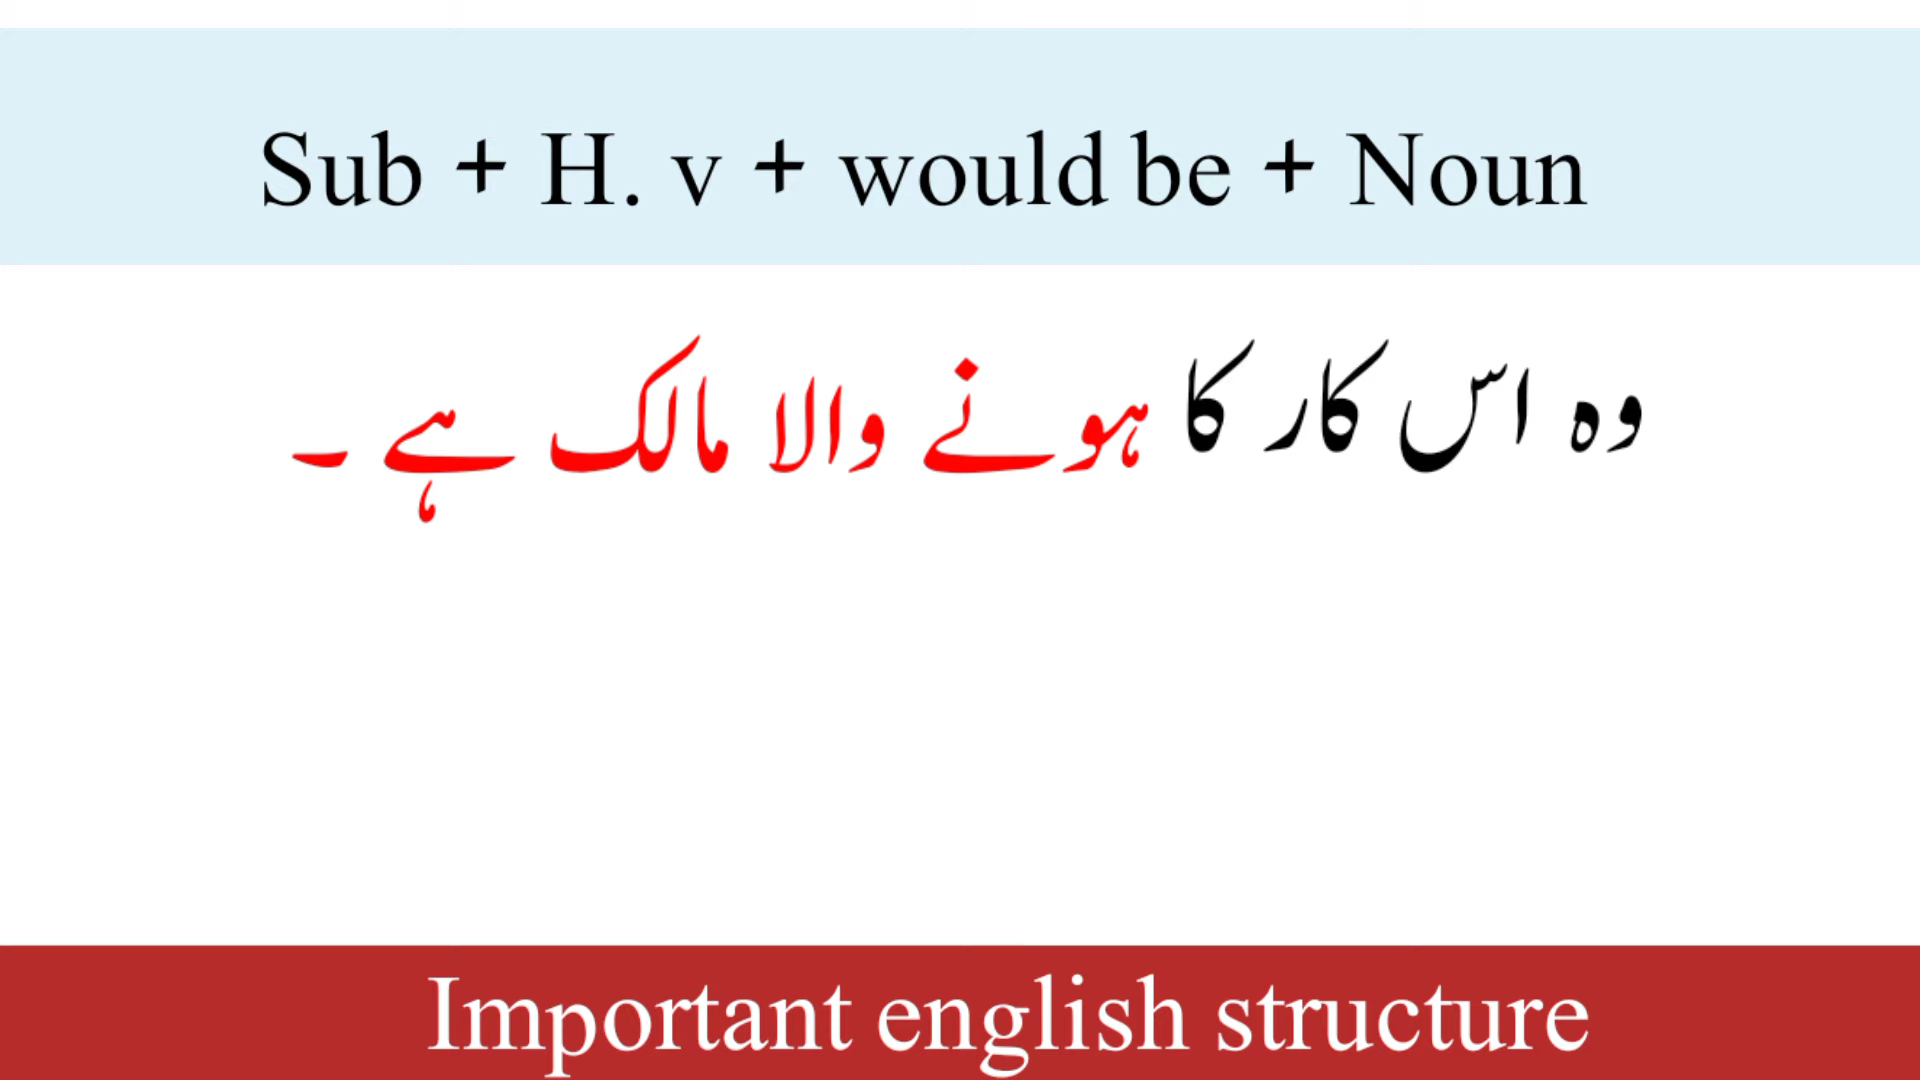 Sub + H. v + would be + Noun
وہ اس کار کا ہونے والا مالک ہے ۔
Important english structure